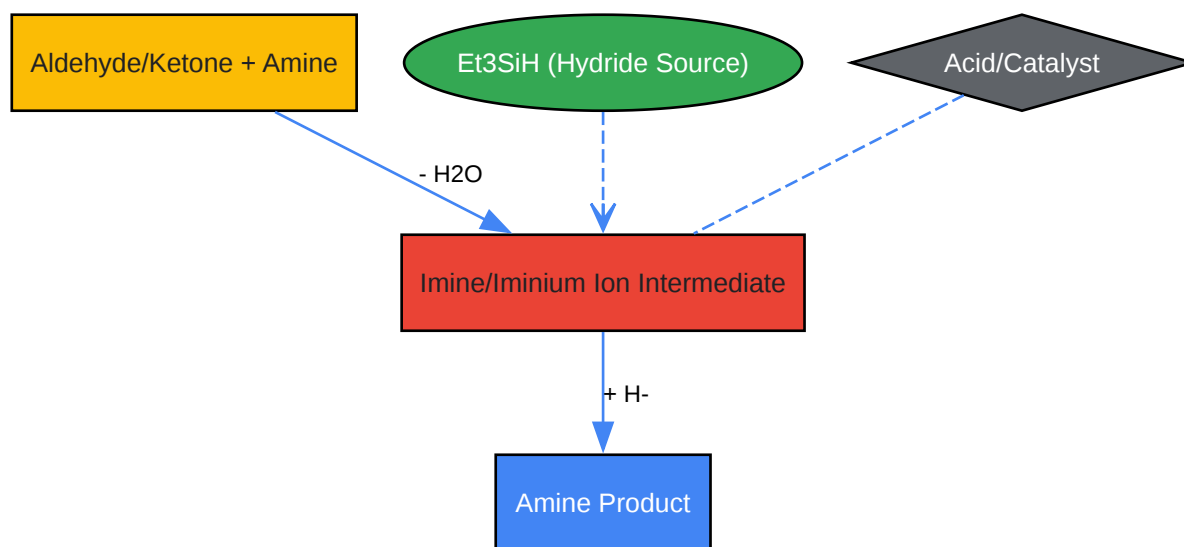 Aldehyde/Ketone + Amine
Et3SiH (Hydride Source)
Acid/Catalyst
- H2O
Imine/Iminium Ion Intermediate
+ H-
Amine Product